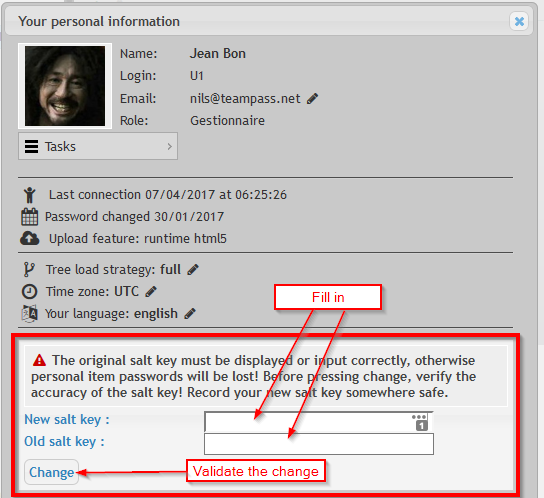 Your personal information
Name: Jean Bon
Login: U1
Email: nils@teampass.net
Role: Gestionnaire
Tasks
Last connection 07/04/2017 at 06:25:26
Password changed 30/01/2017
Upload feature: runtime html5
Tree load strategy: full
Time zone: UTC
Your language: english
Fill in
The original salt key must be displayed or input correctly, otherwise
personal item passwords will be lost! Before pressing change, verify the
accuracy of the salt key! Record your new salt key somewhere safe.
New salt key :
1
Old salt key :
Change
Validate the change